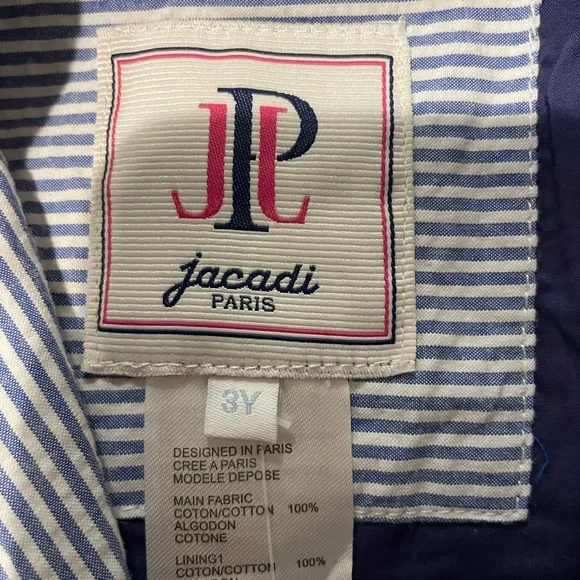 JPJ
jacadi
PARIS
3Y
DESIGNED IN PARIS
CREE A PARIS
MODELE DEPOSE
MAIN FABRIC
COTON/COTTON 100%
ALGODON
COTONE
LINING1
COTON/COTTON 100%